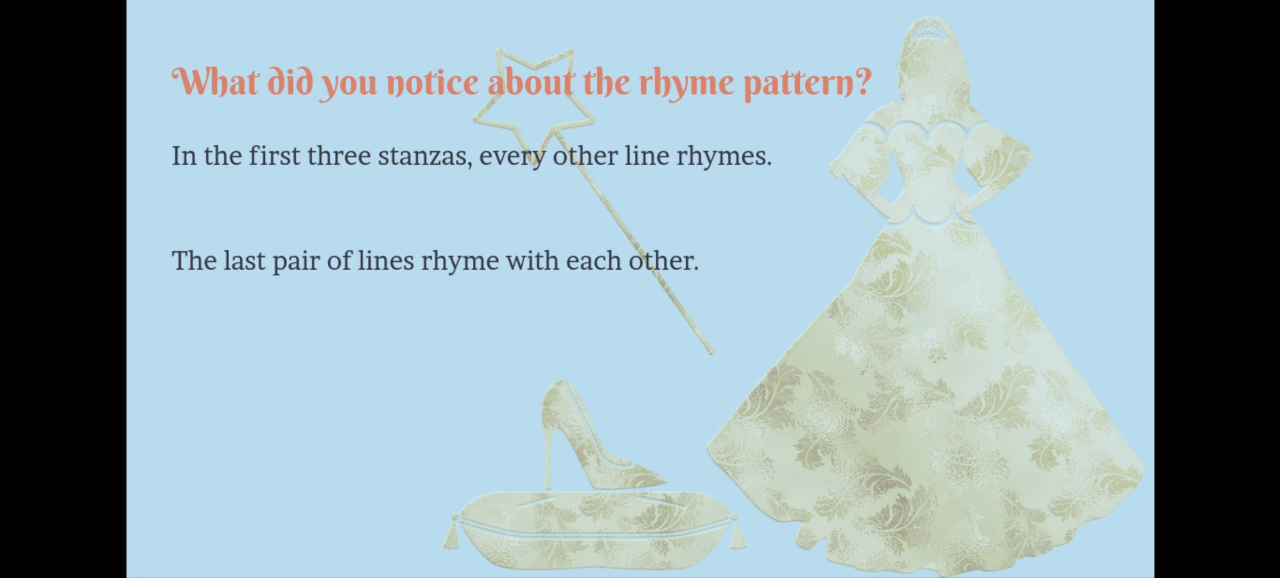 What did you notice about the rhyme pattern?
In the first three stanzas, every other line rhymes.
The last pair of lines rhyme with each other.